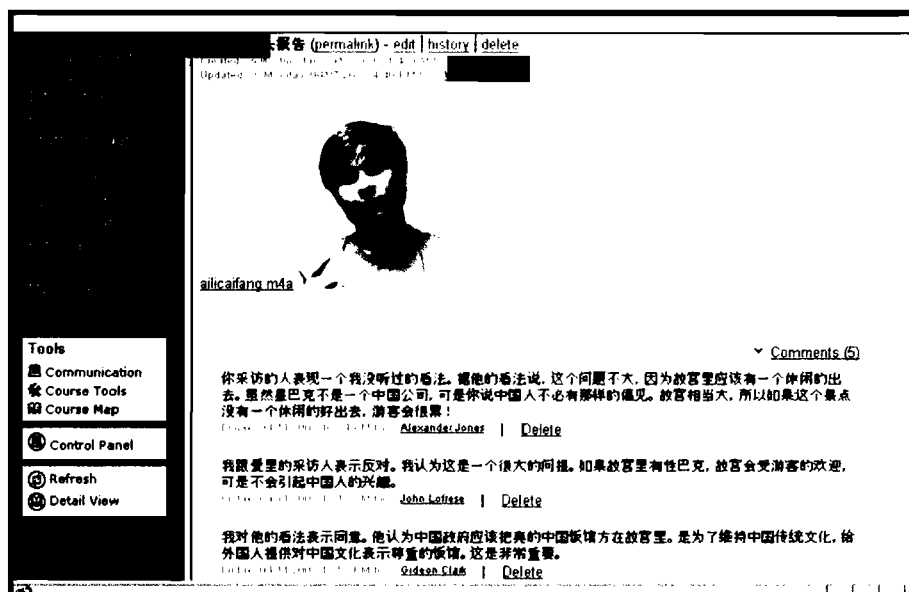 报告 (permalink) - edit | history | delete
Updated
ailicaifang m4a
Tools
Communication
Course Tools
Course Map
Control Panel
Refresh
Detail View
Comments (5)
你采访的人表现一个我没听过的看法。据他的看法说, 这个问题不大, 因为故宫里应该有一个休闲的出
去。虽然星巴克不是一个中国公司, 可是你说中国人不必有那样的偏见。故宫相当大, 所以如果这个景点
没有一个休闲的好出去, 游客会很累!
Alexander Jones | Delete
我跟爱里的采访人表示反对。我认为这是一个很大的问提。如果故宫里有性巴克, 故宫会受游客的欢迎,
可是不会引起中国人的兴趣。
John Lofrese | Delete
我对他的看法表示同意。他认为中国政府应该把真的中国饭馆方在故宫里。是为了维持中国传统文化, 给
外国人提供对中国文化表示尊重的饭馆。这是非常重要。
Gideon Clark | Delete